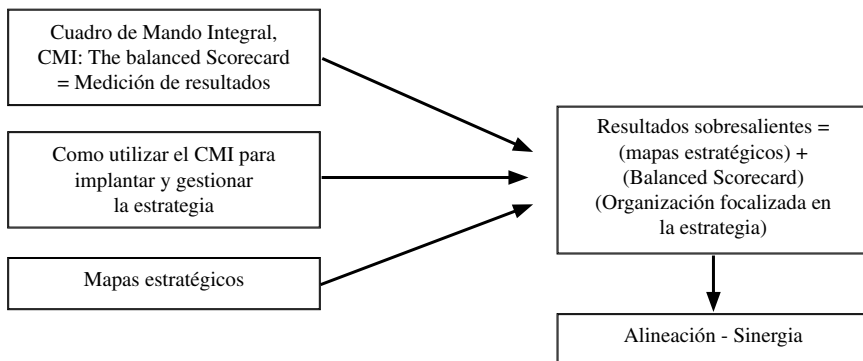 Cuadro de Mando Integral,
CMI: The balanced Scorecard
= Medición de resultados
Como utilizar el CMI para
implantar y gestionar
la estrategia
Mapas estratégicos
Resultados sobresalientes =
(mapas estratégicos) +
(Balanced Scorecard)
(Organización focalizada en
la estrategia)
Alineación - Sinergia